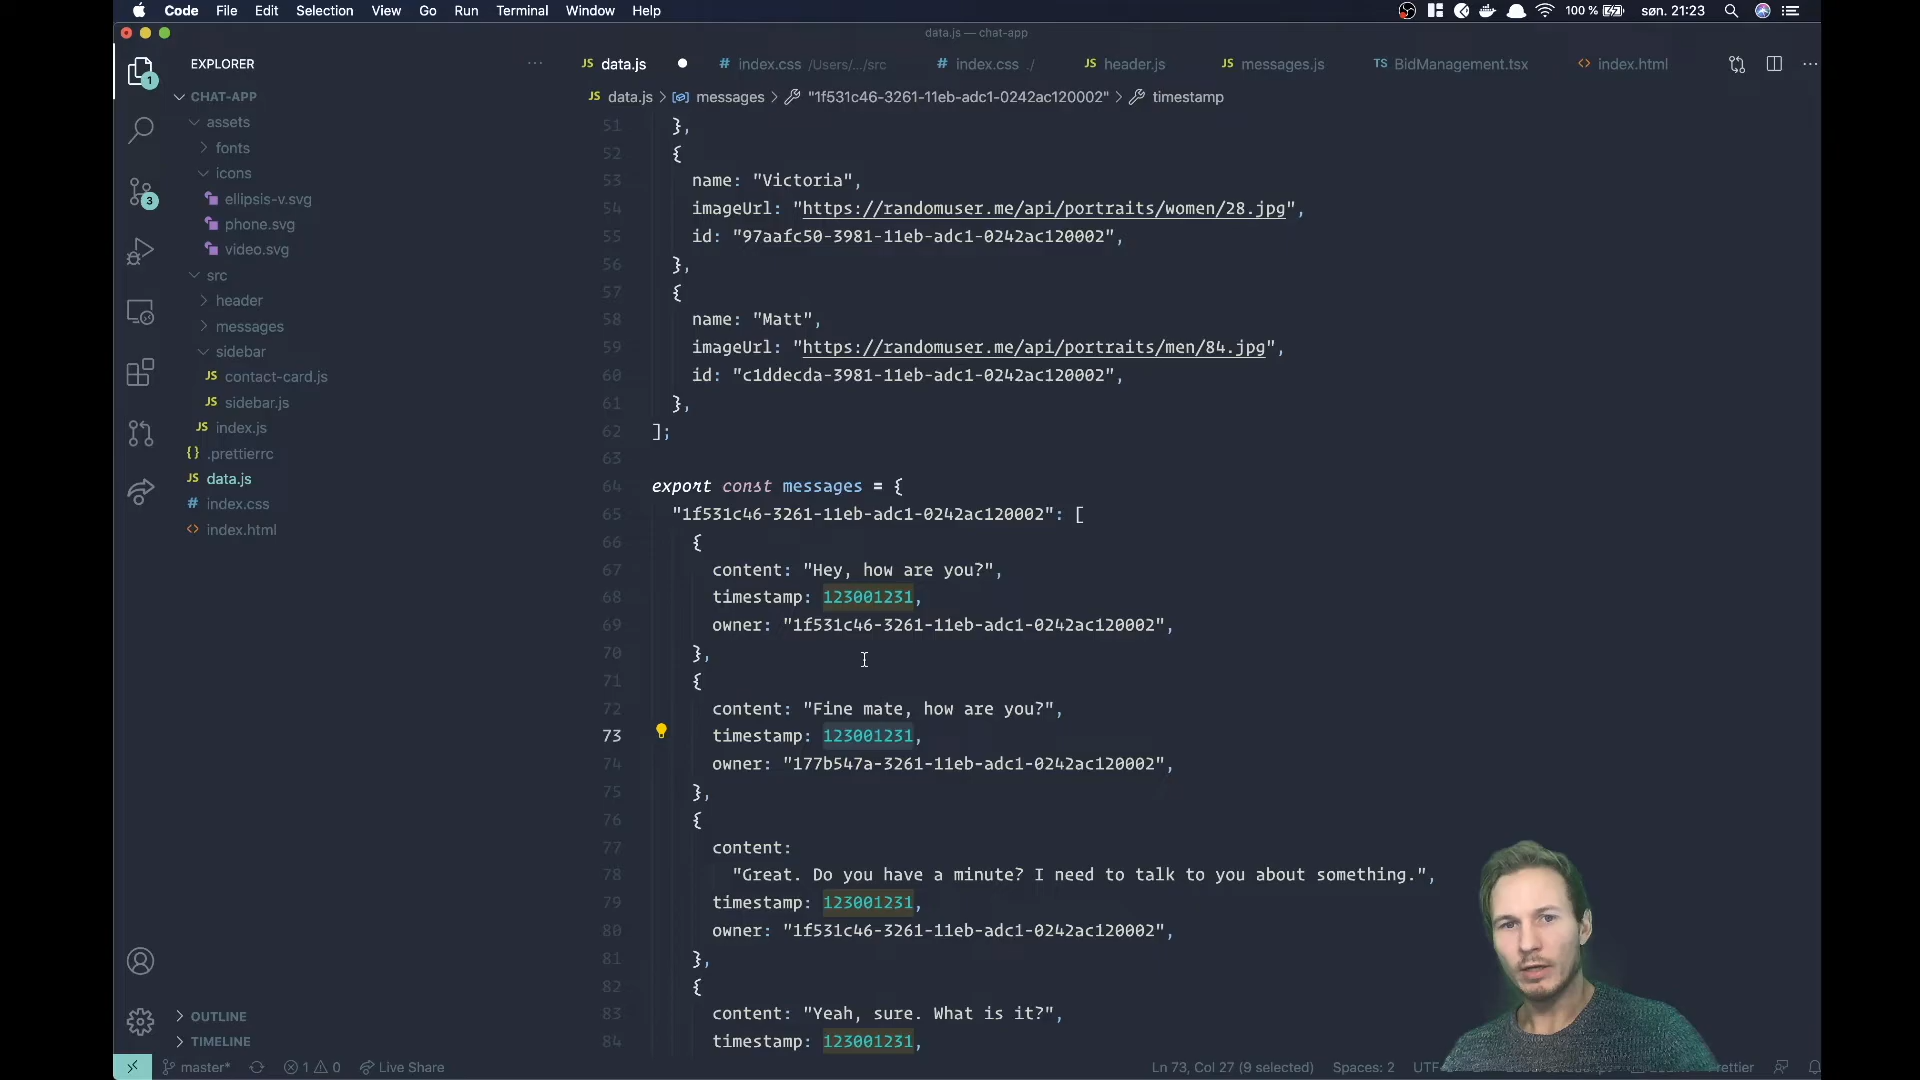 Code File Edit Selection View Go Run Terminal Window Help 100 % søn. 21:23
data.js — chat-app
EXPLORER
JS data.js # index.css /Users/.../src # index.css ./ JS header.js JS messages.js TS BidManagement.tsx <> index.html
1
CHAT-APP
JS data.js > messages > "1f531c46-3261-11eb-adc1-0242ac120002" > timestamp
assets
fonts
icons
ellipsis-v.svg
3
phone.svg
video.svg
src
header
messages
sidebar
JS contact-card.js
JS sidebar.js
JS index.js
{} .prettierrc
JS data.js
# index.css
<> index.html
OUTLINE
TIMELINE
51 },
52 {
53 name: "Victoria",
54 imageUrl: "https://randomuser.me/api/portraits/women/28.jpg",
55 id: "97aafc50-3981-11eb-adc1-0242ac120002",
56 },
57 {
58 name: "Matt",
59 imageUrl: "https://randomuser.me/api/portraits/men/84.jpg",
60 id: "c1ddecda-3981-11eb-adc1-0242ac120002",
61 },
62 ];
63
64 export const messages = {
65 "1f531c46-3261-11eb-adc1-0242ac120002": [
66 {
67 content: "Hey, how are you?",
68 timestamp: 123001231,
69 owner: "1f531c46-3261-11eb-adc1-0242ac120002",
70 },
71 {
72 content: "Fine mate, how are you?",
73 timestamp: 123001231,
74 owner: "177b547a-3261-11eb-adc1-0242ac120002",
75 },
76 {
77 content:
78 "Great. Do you have a minute? I need to talk to you about something.",
79 timestamp: 123001231,
80 owner: "1f531c46-3261-11eb-adc1-0242ac120002",
81 },
82 {
83 content: "Yeah, sure. What is it?",
84 timestamp: 123001231,
master* 1 0 Live Share Ln 73, Col 27 (9 selected) Spaces: 2